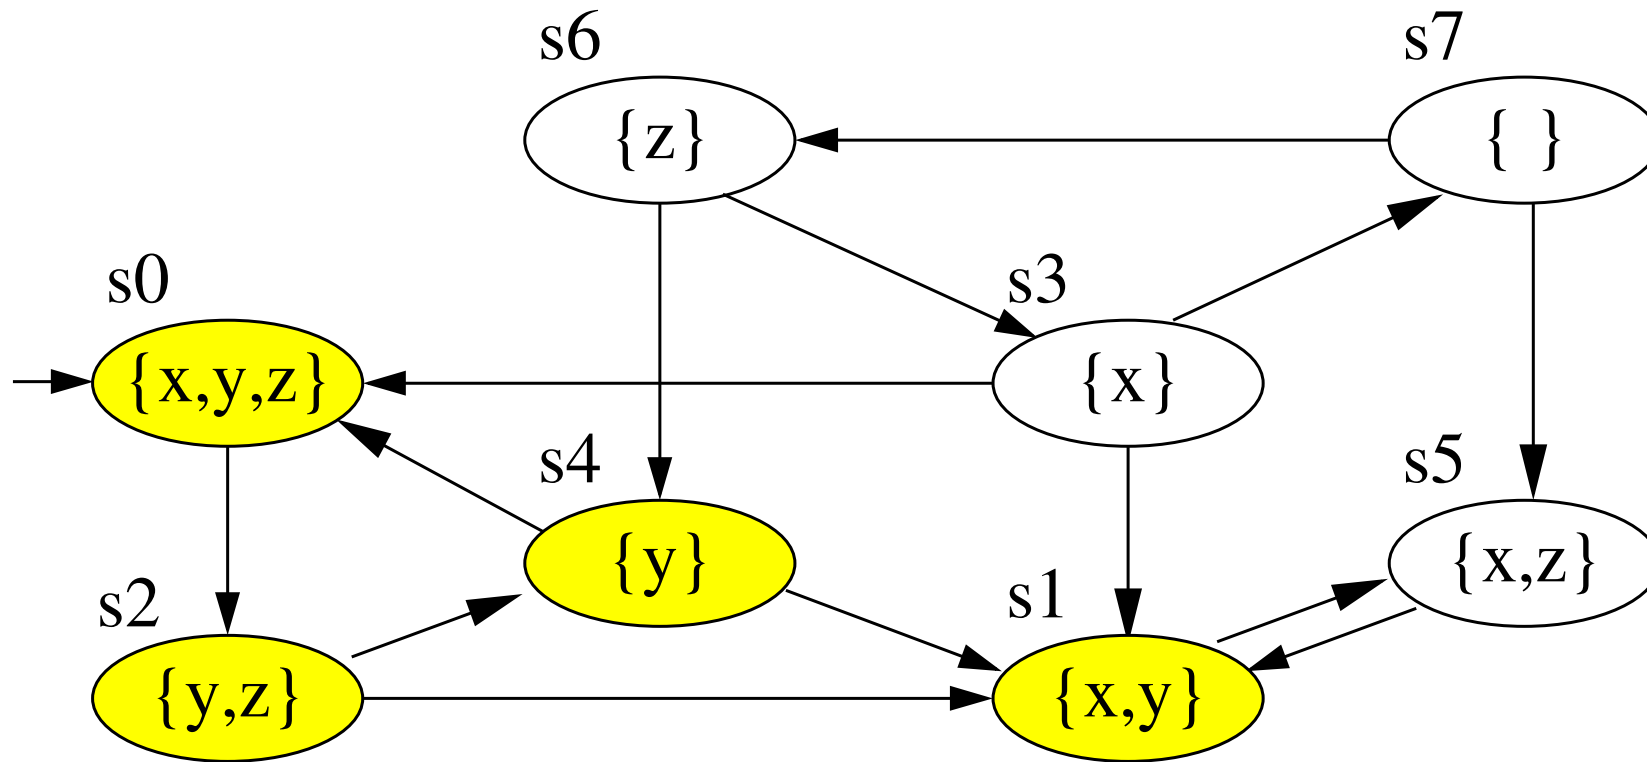 s6
s7
{z}
{ }
s0
s3
{x,y,z}
{x}
s4
s5
{y}
{x,z}
s2
s1
{y,z}
{x,y}